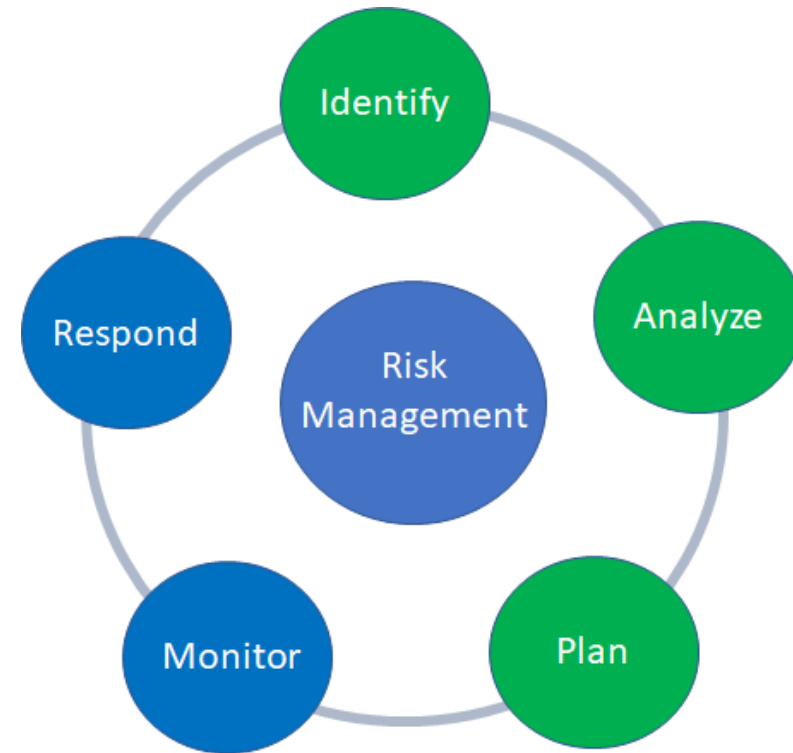 Identify
Analyze
Respond
Risk
Management
Plan
Monitor